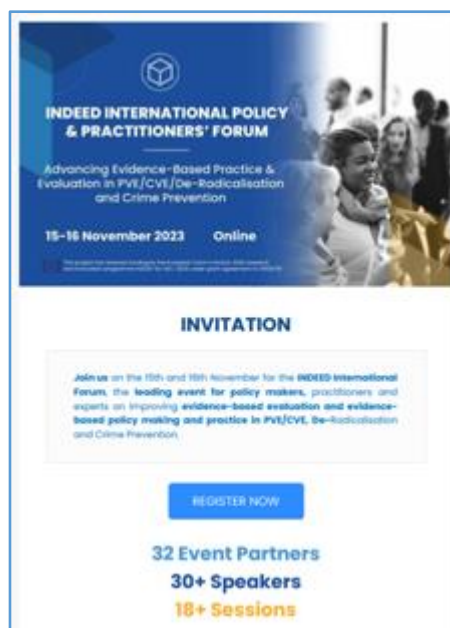 INDEED INTERNATIONAL POLICY
& PRACTITIONERS' FORUM
Advancing Evidence-Based Practice &
Evaluation in PVE/CVE/De-Radicalisation
and Crime Prevention
15-16 November 2023 Online
INVITATION
Join us on the 15th and 16th November for the INDEED International
Forum, the leading event for policy makers, practitioners and
experts on improving evidence-based evaluation and evidence-
based policy making and practice in PVE/CVE, De-Radicalisation
and Crime Prevention.
REGISTER NOW
32 Event Partners
30+ Speakers
18+ Sessions